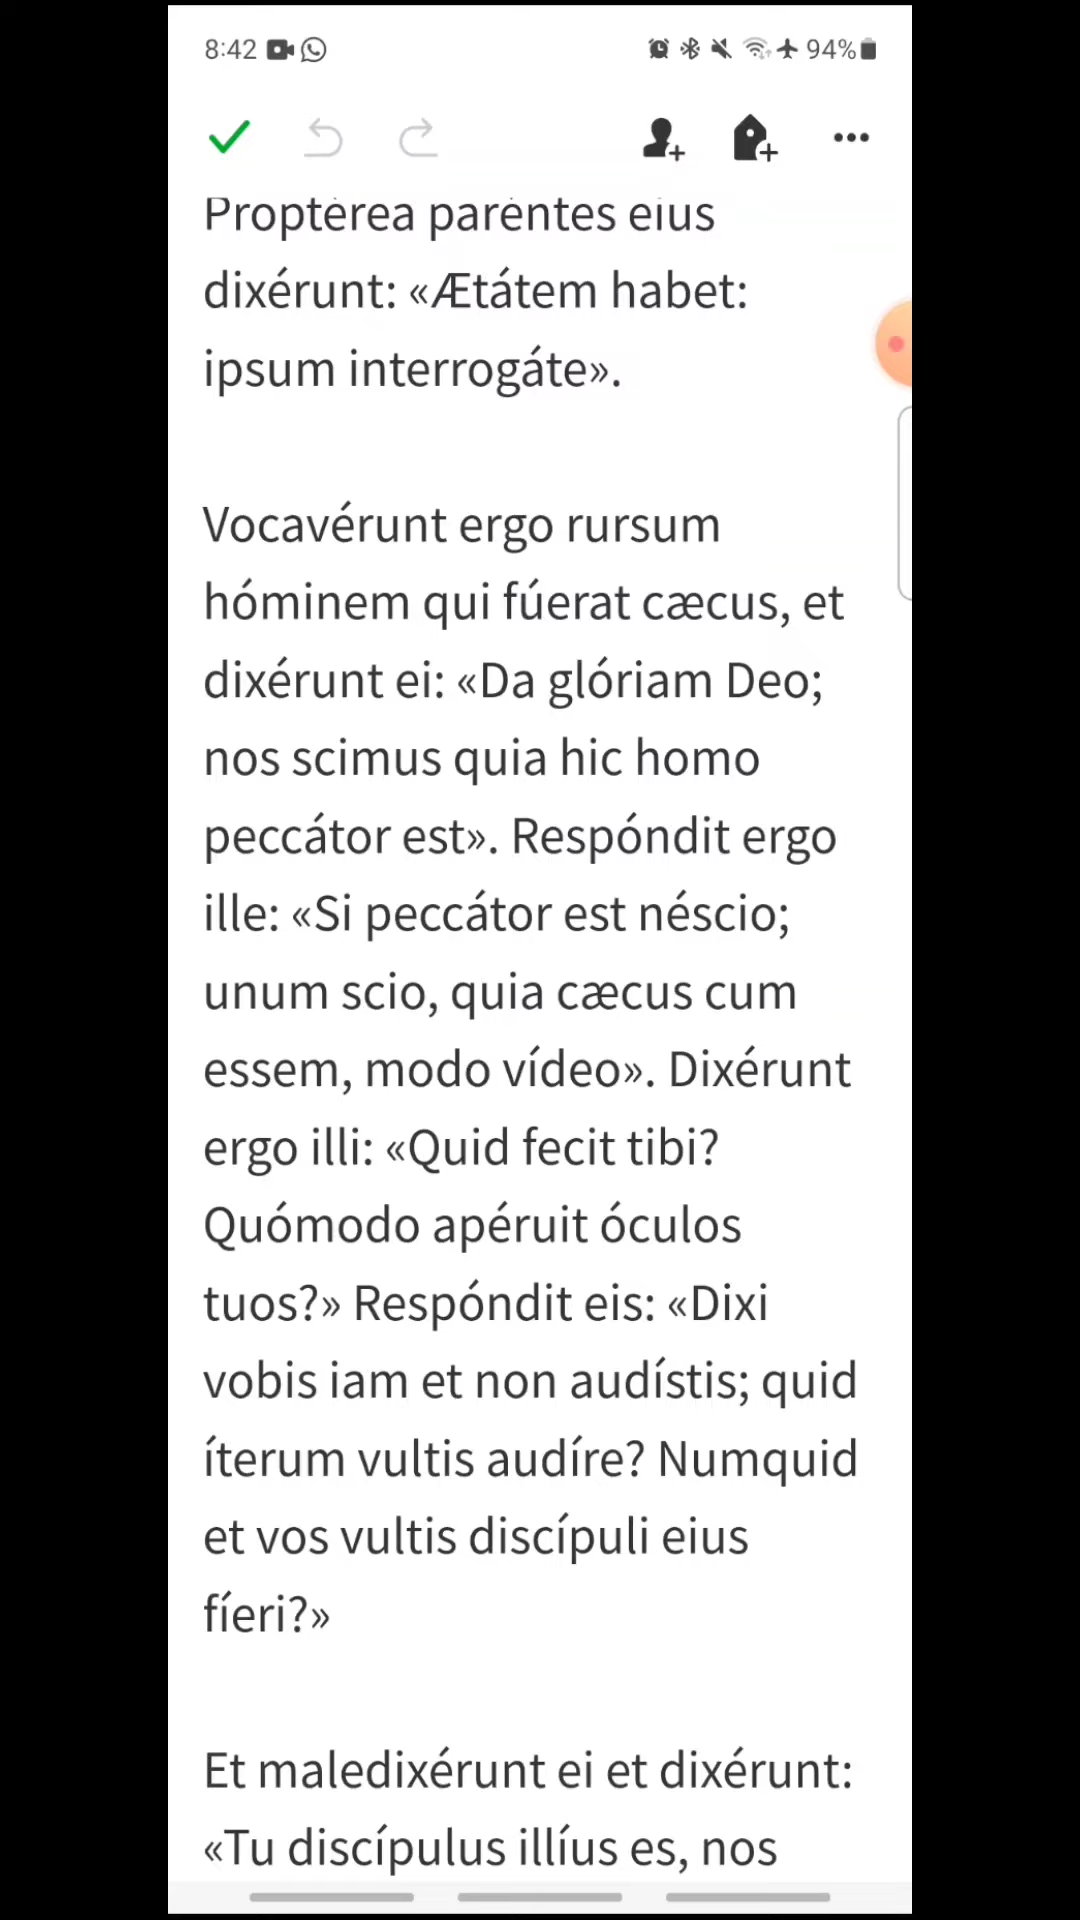 8:42
94%
Proptérea paréntes eius
dixérunt: «Ætátem habet:
ipsum interrogáte».
Vocavérunt ergo rursum
hóminem qui fúerat cæcus, et
dixérunt ei: «Da glóriam Deo;
nos scimus quia hic homo
peccátor est». Respóndit ergo
ille: «Si peccátor est néscio;
unum scio, quia cæcus cum
essem, modo vídeo». Dixérunt
ergo illi: «Quid fecit tibi?
Quómodo apéruit óculos
tuos?» Respóndit eis: «Dixi
vobis iam et non audístis; quid
íterum vultis audíre? Numquid
et vos vultis discípuli eius
fíeri?»
Et maledixérunt ei et dixérunt:
«Tu discípulus illíus es, nos